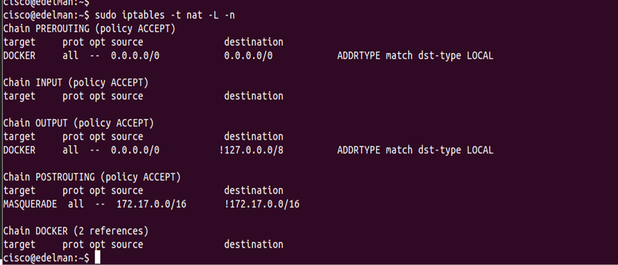 cisco@edelman:~$
cisco@edelman:~$ sudo iptables -t nat -L -n
Chain PREROUTING (policy ACCEPT)
target prot opt source destination
DOCKER all -- 0.0.0.0/0 0.0.0.0/0 ADDRTYPE match dst-type LOCAL
Chain INPUT (policy ACCEPT)
target prot opt source destination
Chain OUTPUT (policy ACCEPT)
target prot opt source destination
DOCKER all -- 0.0.0.0/0 !127.0.0.0/8 ADDRTYPE match dst-type LOCAL
Chain POSTROUTING (policy ACCEPT)
target prot opt source destination
MASQUERADE all -- 172.17.0.0/16 !172.17.0.0/16
Chain DOCKER (2 references)
target prot opt source destination
cisco@edelman:~$